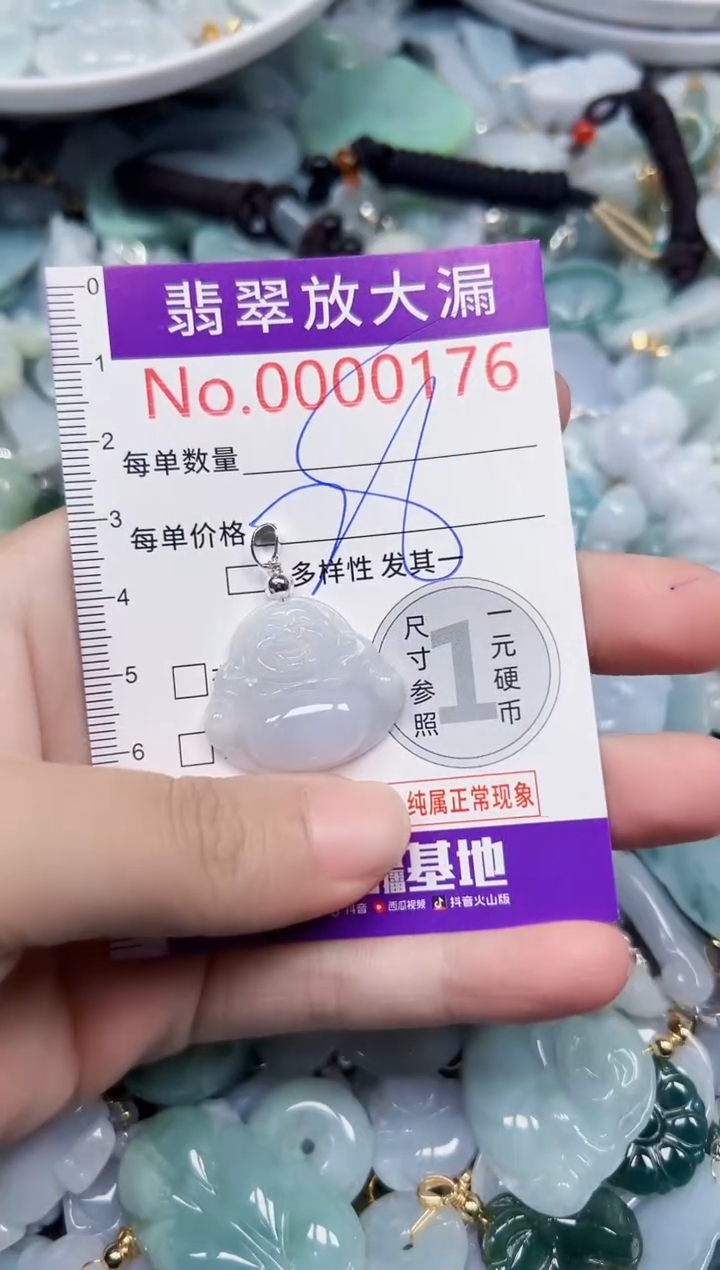 翡翠放大漏
No.0000176
每单数量
每单价格
多样性 发其一
尺寸参照
1
一元硬币
纯属正常现象
播基地
抖音 西瓜视频 抖音火山版
0
1
2
3
4
5
6